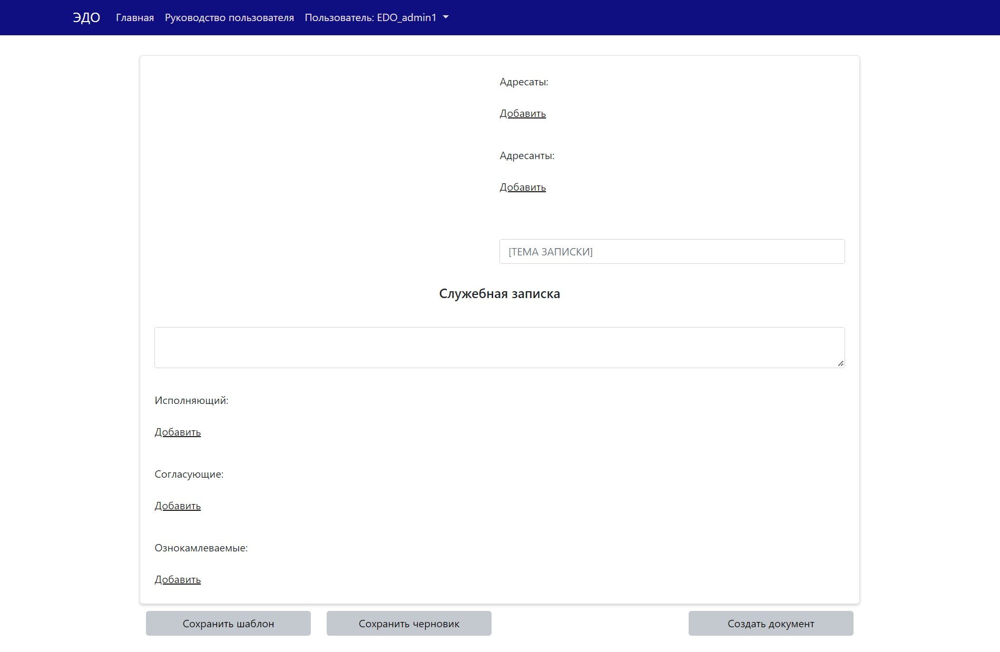 ЭДО Главная Руководство пользователя Пользователь: EDO_admin1
Адресаты:
Добавить
Адресанты:
Добавить
[ТЕМА ЗАПИСКИ]
Служебная записка
Исполняющий:
Добавить
Согласующие:
Добавить
Ознокамлеваемые:
Добавить
Сохранить шаблон Сохранить черновик Создать документ